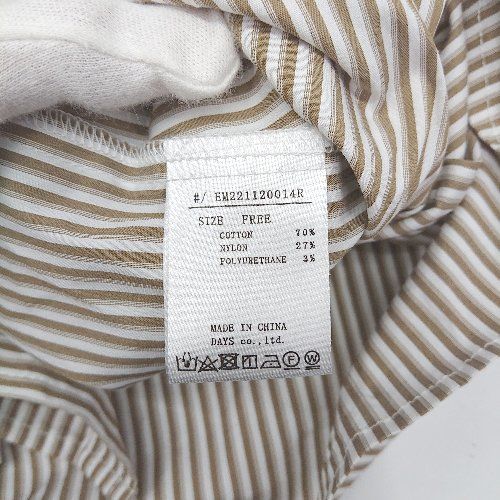 #/ EM221120014R
SIZE FREE
COTTON 70%
NYLON 27%
POLYURETHANE 3%
MADE IN CHINA
DAYS co.,ltd.